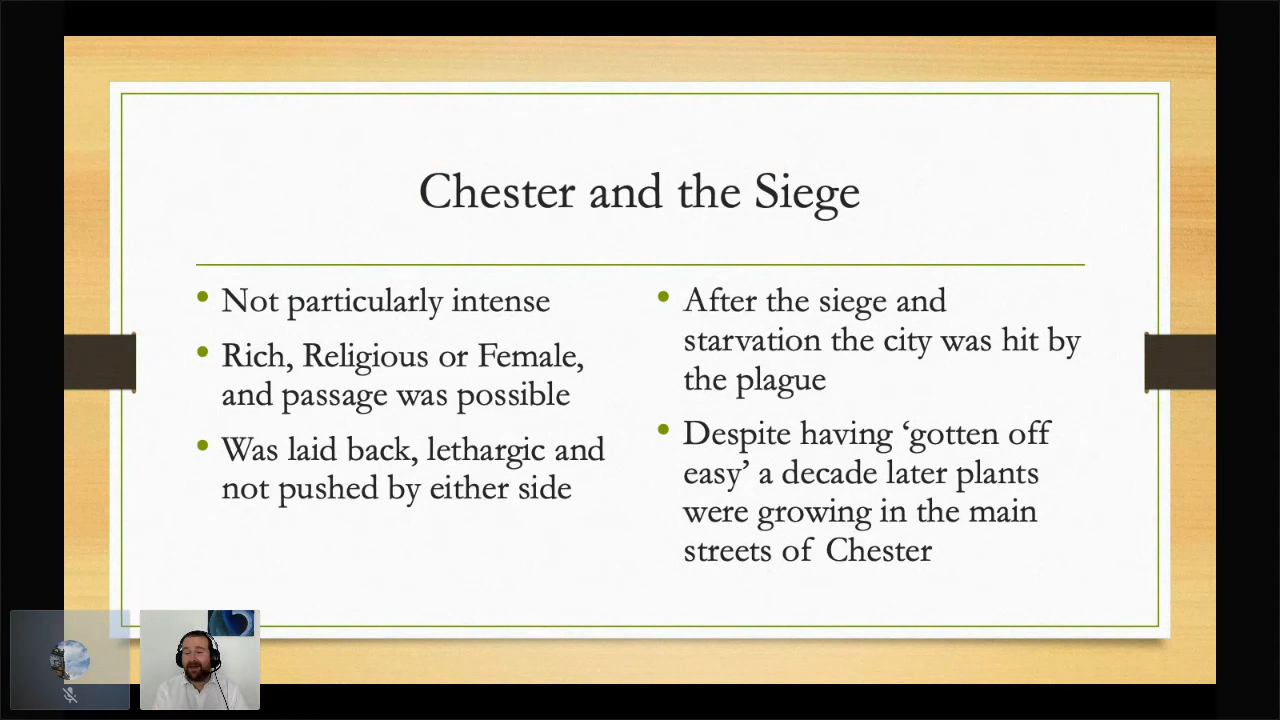 Chester and the Siege
• Not particularly intense
• Rich, Religious or Female,
and passage was possible
• Was laid back, lethargic and
not pushed by either side
• After the siege and
starvation the city was hit by
the plague
• Despite having ‘gotten off
easy’ a decade later plants
were growing in the main
streets of Chester